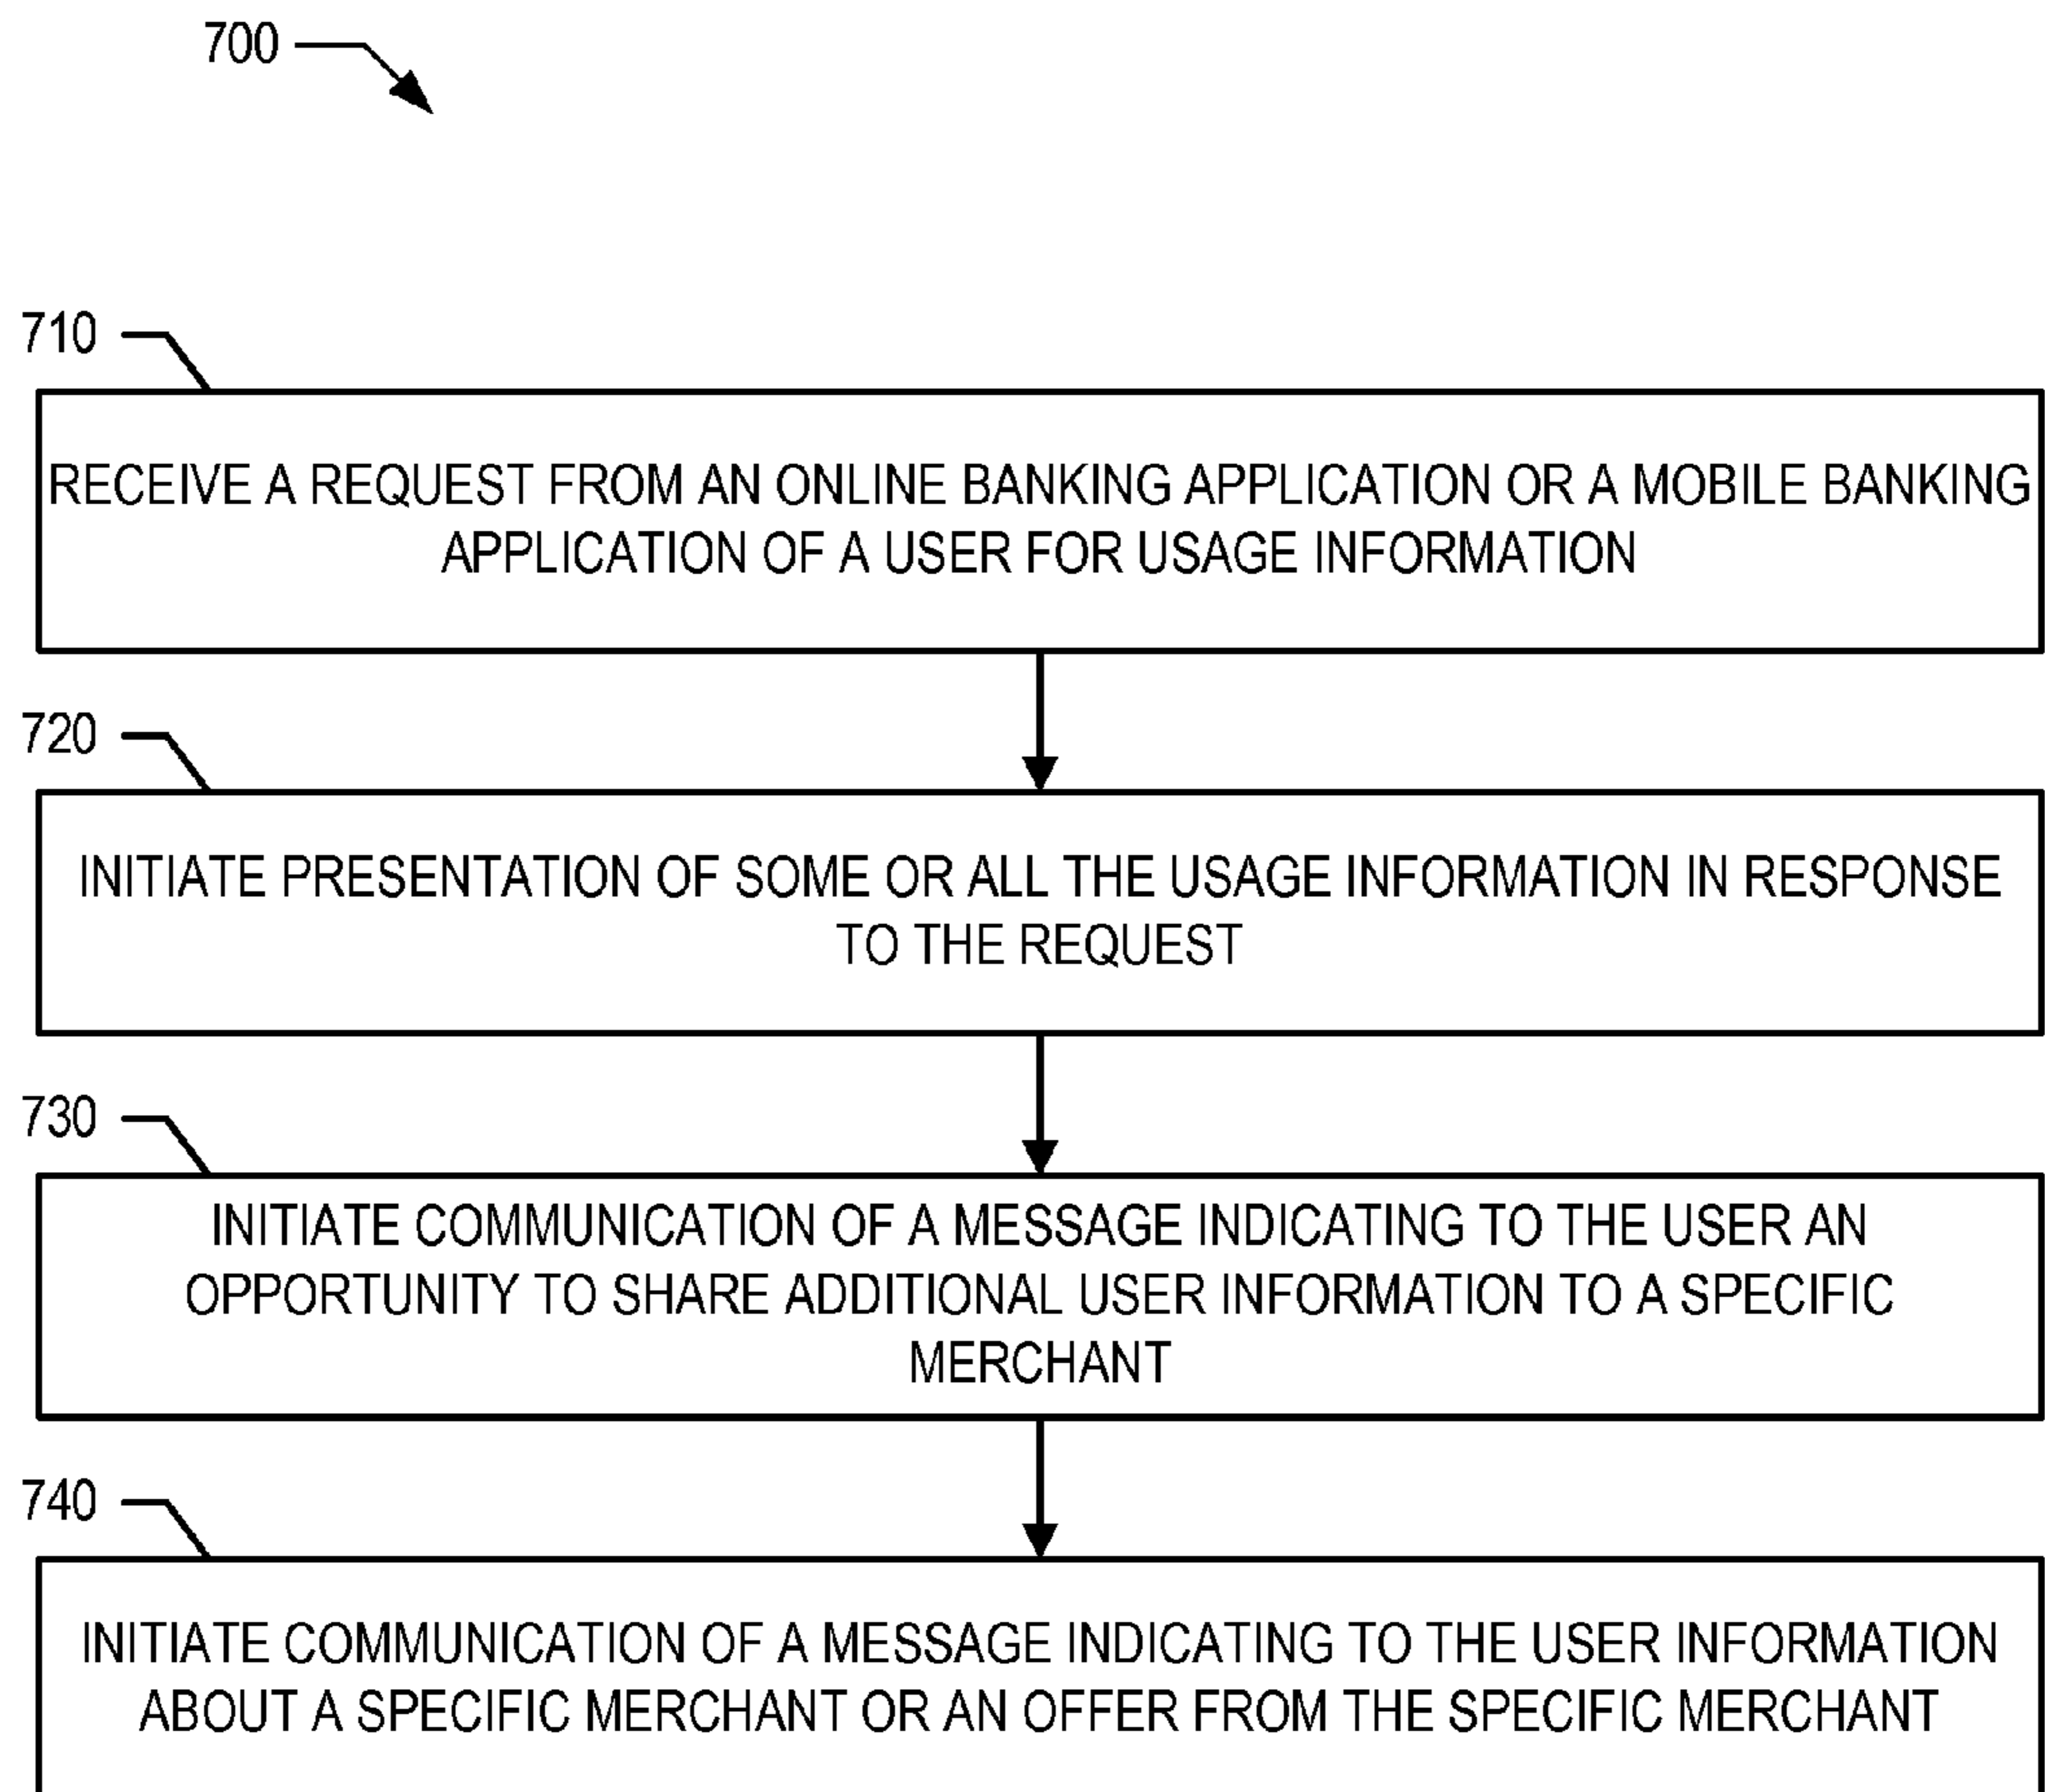 700
710
RECEIVE A REQUEST FROM AN ONLINE BANKING APPLICATION OR A MOBILE BANKING
APPLICATION OF A USER FOR USAGE INFORMATION
720
INITIATE PRESENTATION OF SOME OR ALL THE USAGE INFORMATION IN RESPONSE
TO THE REQUEST
730
INITIATE COMMUNICATION OF A MESSAGE INDICATING TO THE USER AN
OPPORTUNITY TO SHARE ADDITIONAL USER INFORMATION TO A SPECIFIC
MERCHANT
740
INITIATE COMMUNICATION OF A MESSAGE INDICATING TO THE USER INFORMATION
ABOUT A SPECIFIC MERCHANT OR AN OFFER FROM THE SPECIFIC MERCHANT